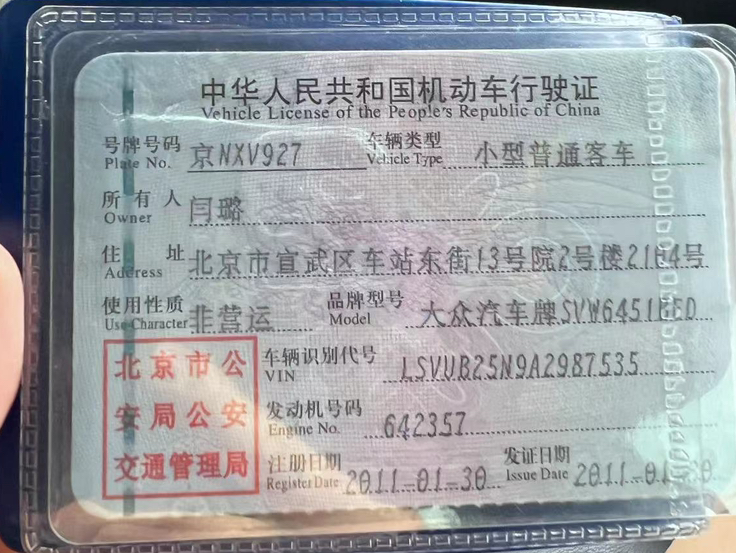 中华人民共和国机动车行驶证
Vehicle License of the People's Republic of China
号牌号码 京NXV927 车辆类型 小型普通客车
Plate No. Vehicle Type
所有人 闫璐
Owner
住址 北京市宣武区车站东街13号院2号楼2104号
Address
使用性质 非营运 品牌型号 大众汽车牌
Use Character Model
北京市公
安局公安
交通管理局
车辆识别代号 LSVUB25N9A2987535
VIN
发动机号码 642357
Engine No.
注册日期 2011-01-30 发证日期 2011-01-30
Register Date Issue Date